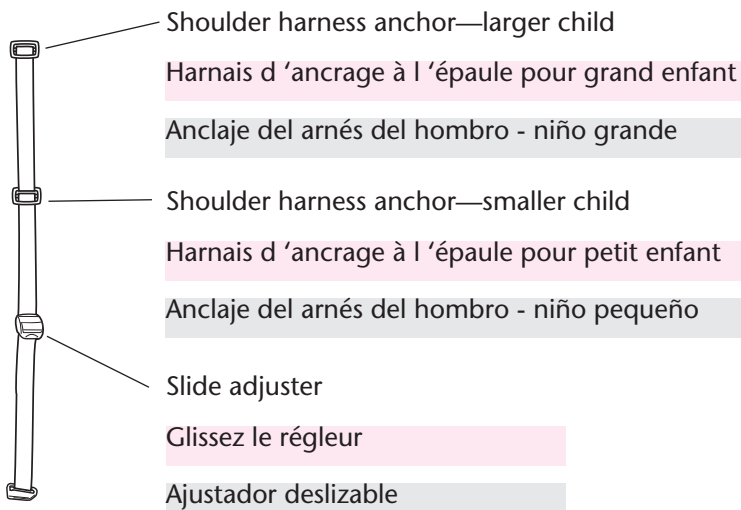 Shoulder harness anchor—larger child
Harnais d ‘ancrage à l ‘épaule pour grand enfant
Anclaje del arnés del hombro - niño grande
Shoulder harness anchor—smaller child
Harnais d ‘ancrage à l ‘épaule pour petit enfant
Anclaje del arnés del hombro - niño pequeño
Slide adjuster
Glissez le régleur
Ajustador deslizable